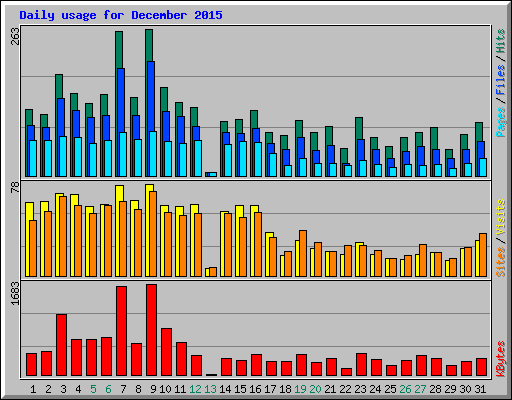 Daily usage for December 2015
263
Pages / Files / Hits
78
Sites / Visits
1683
KBytes
1 2 3 4 5 6 7 8 9 10 11 12 13 14 15 16 17 18 19 20 21 22 23 24 25 26 27 28 29 30 31